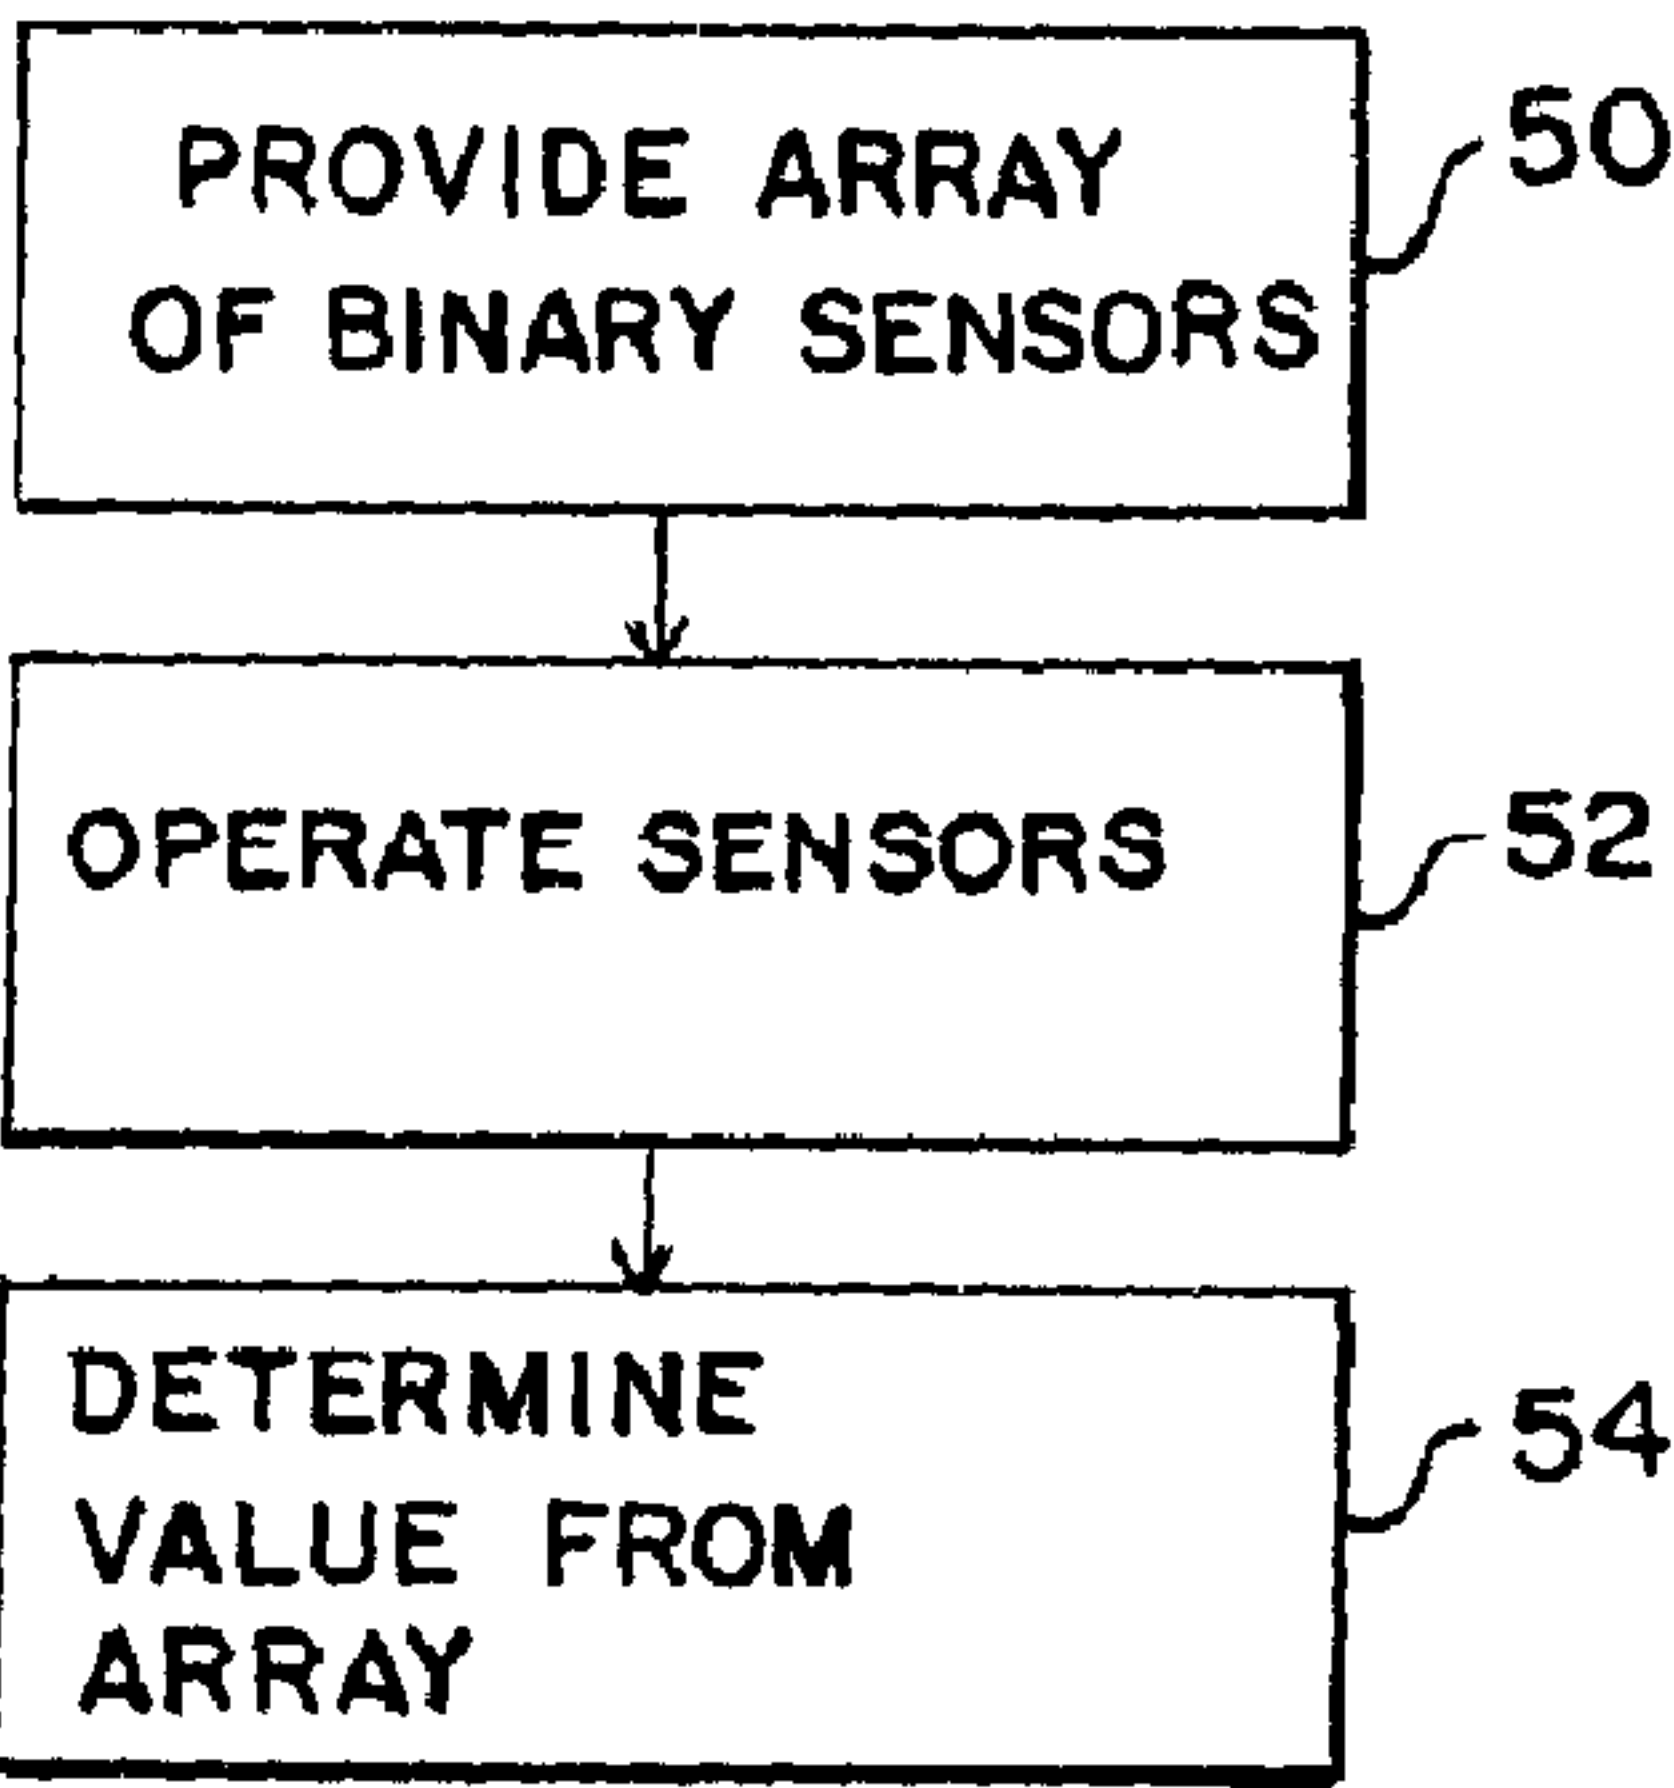 PROVIDE ARRAY
OF BINARY SENSORS
50
OPERATE SENSORS
52
DETERMINE
VALUE FROM
ARRAY
54